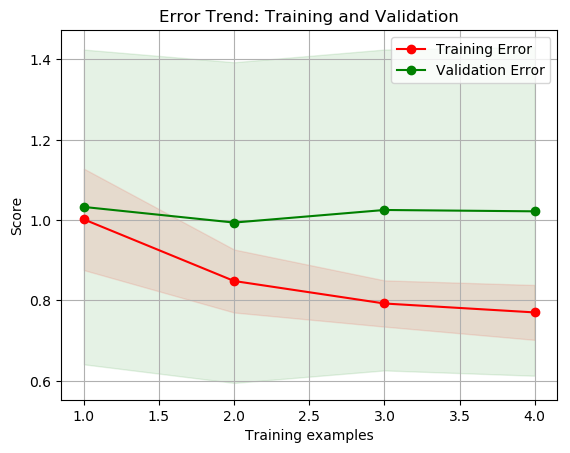 Error Trend: Training and Validation
Training Error
Validation Error
1.4
1.2
1.0
0.8
0.6
Score
1.0
1.5
2.0
2.5
3.0
3.5
4.0
Training examples